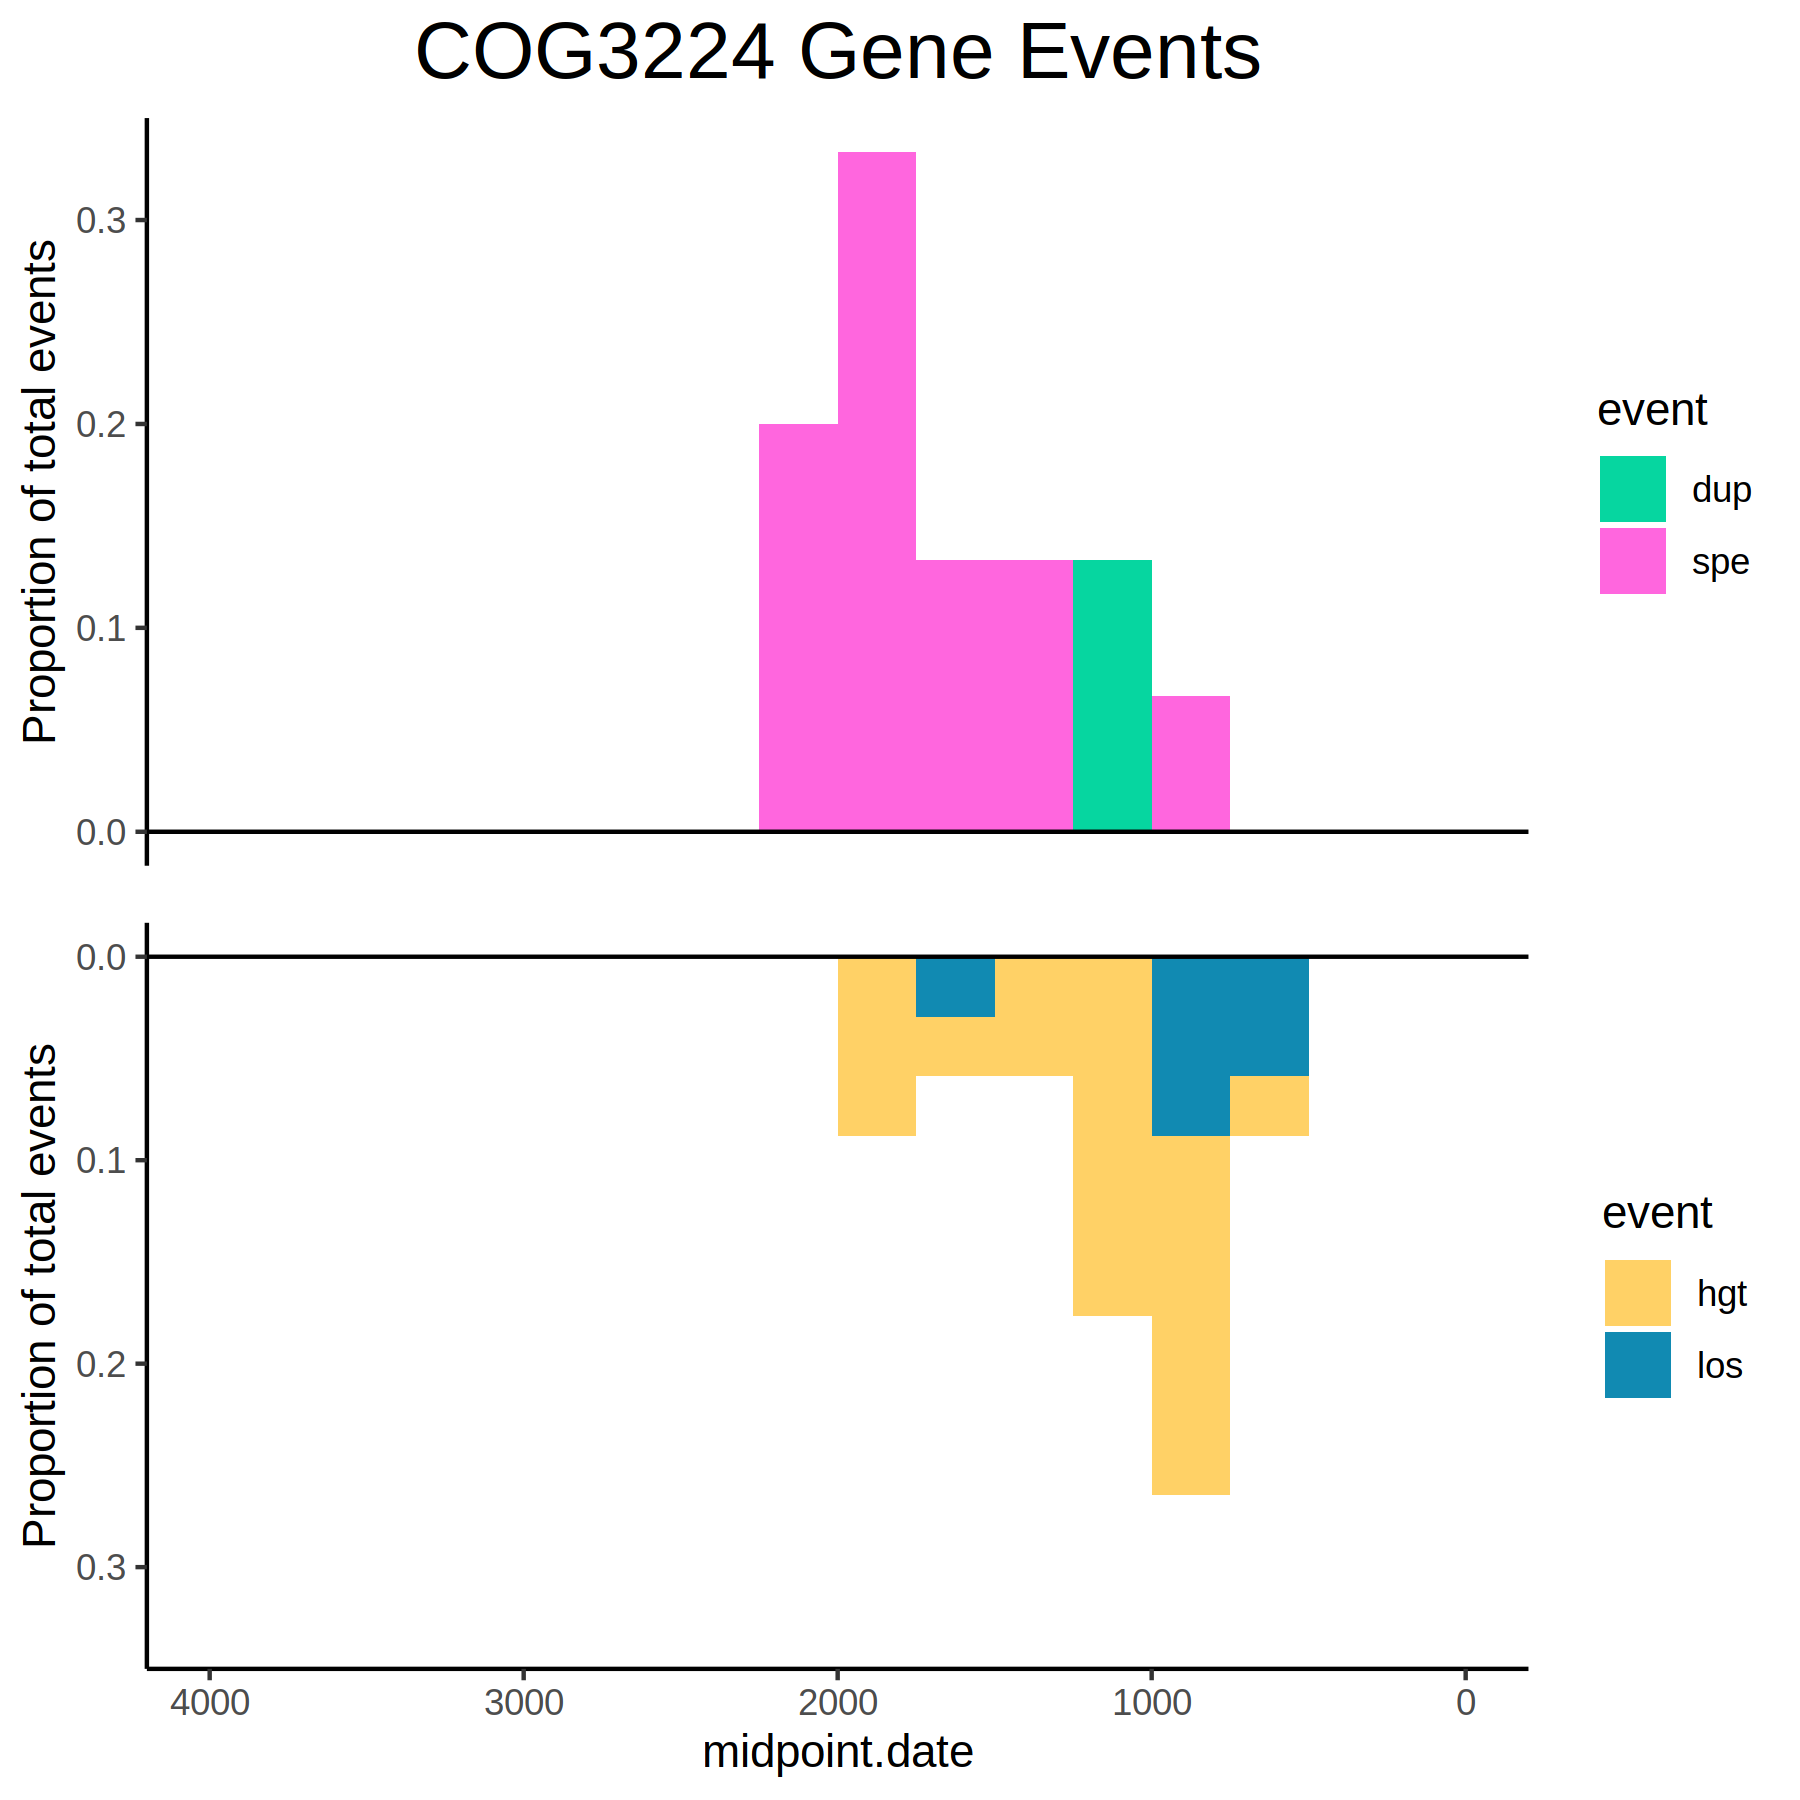 COG3224 Gene Events
Proportion of total events
0.3
0.2
0.1
0.0
event
dup
spe
Proportion of total events
0.0
0.1
0.2
0.3
event
hgt
los
4000 3000 2000 1000 0
midpoint.date